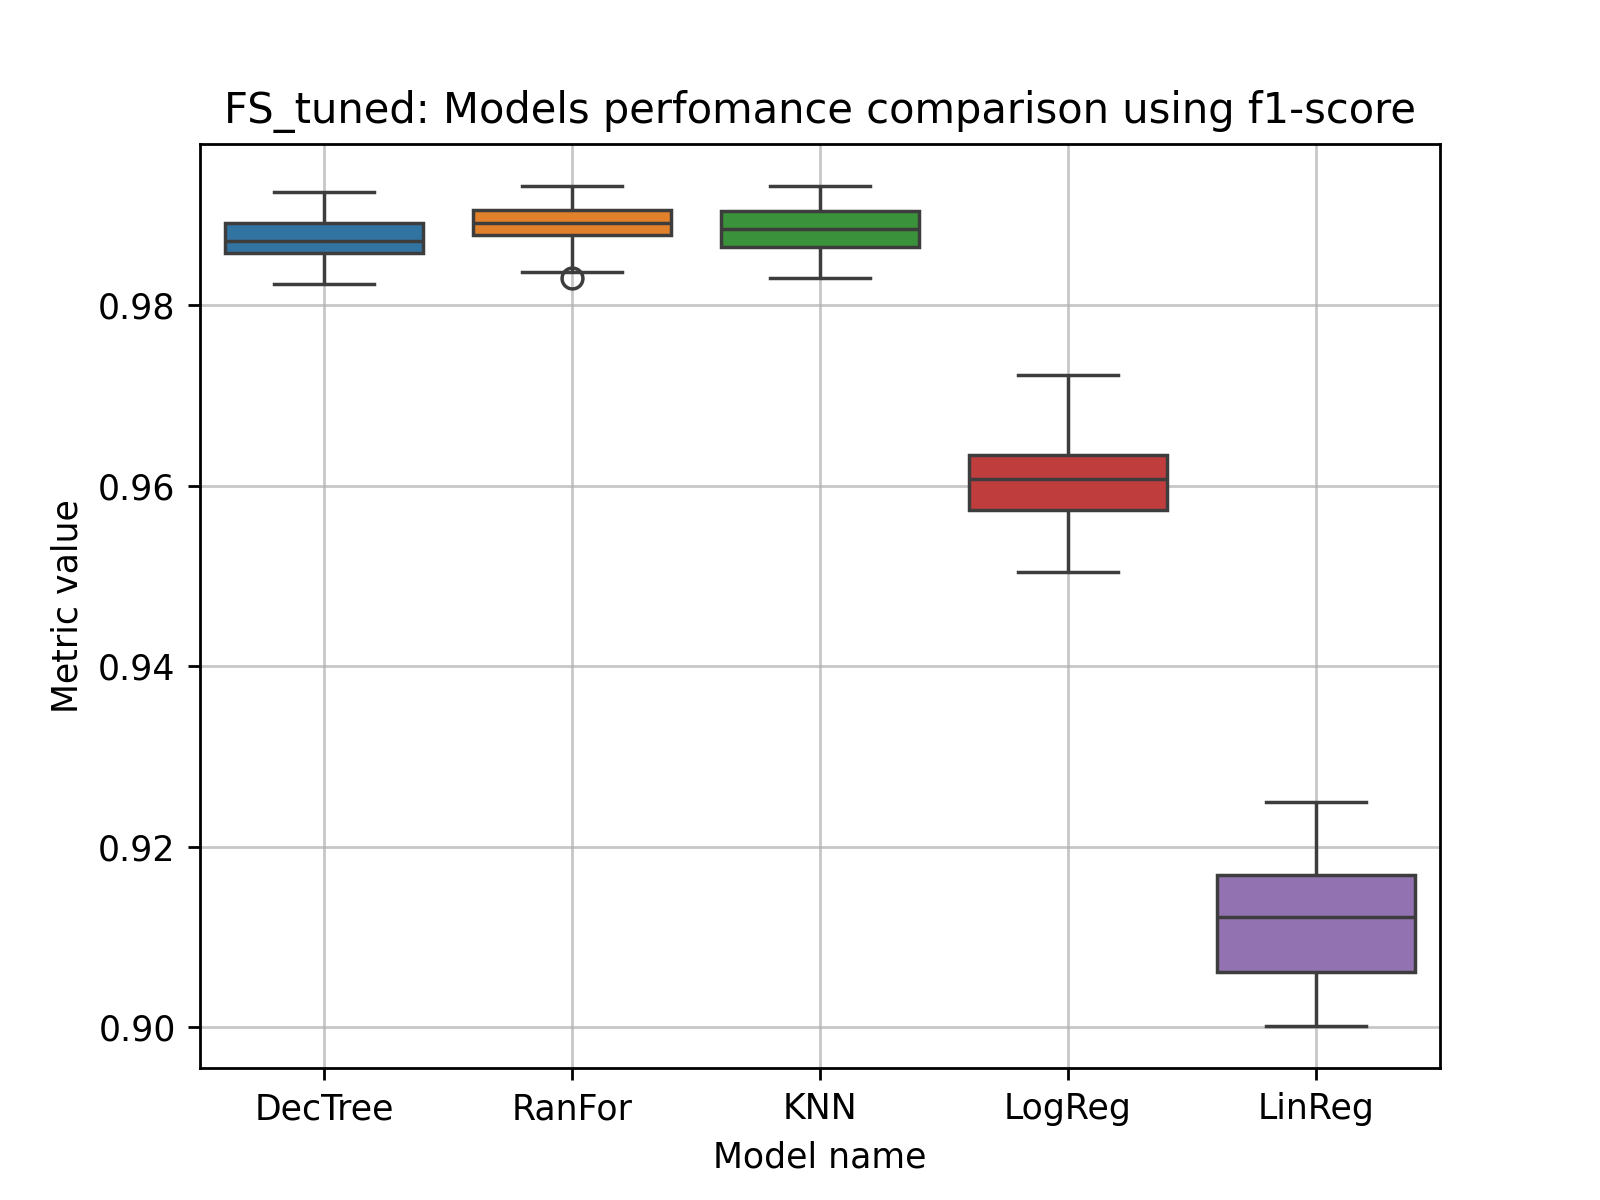 FS_tuned: Models perfomance comparison using f1-score
Metric value
0.98
0.96
0.94
0.92
0.90
DecTree RanFor KNN LogReg LinReg
Model name